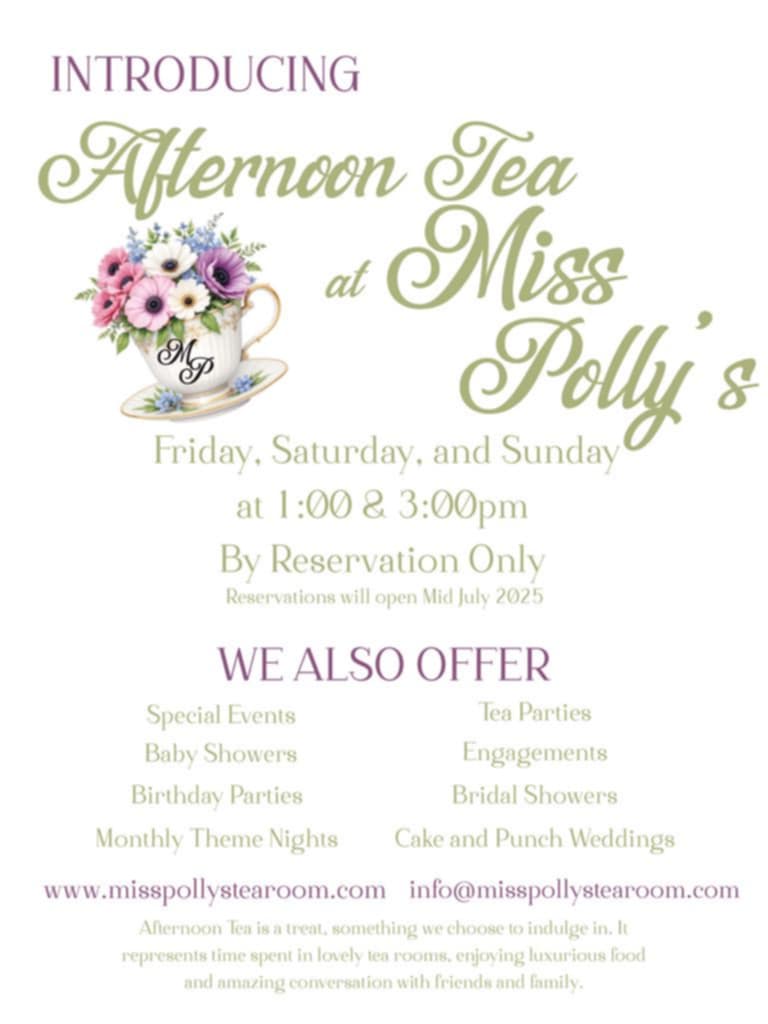 INTRODUCING
Afternoon Tea
at Miss
Polly's
MP
Friday, Saturday, and Sunday
at 1:00 & 3:00pm
By Reservation Only
Reservations will open Mid July 2025
WE ALSO OFFER
Special Events
Tea Parties
Baby Showers
Engagements
Birthday Parties
Bridal Showers
Monthly Theme Nights
Cake and Punch Weddings
www.misspollystearoom.com info@misspollystearoom.com
Afternoon Tea is a treat, something we choose to indulge in. It
represents time spent in lovely tea rooms, enjoying luxurious food
and amazing conversation with friends and family.